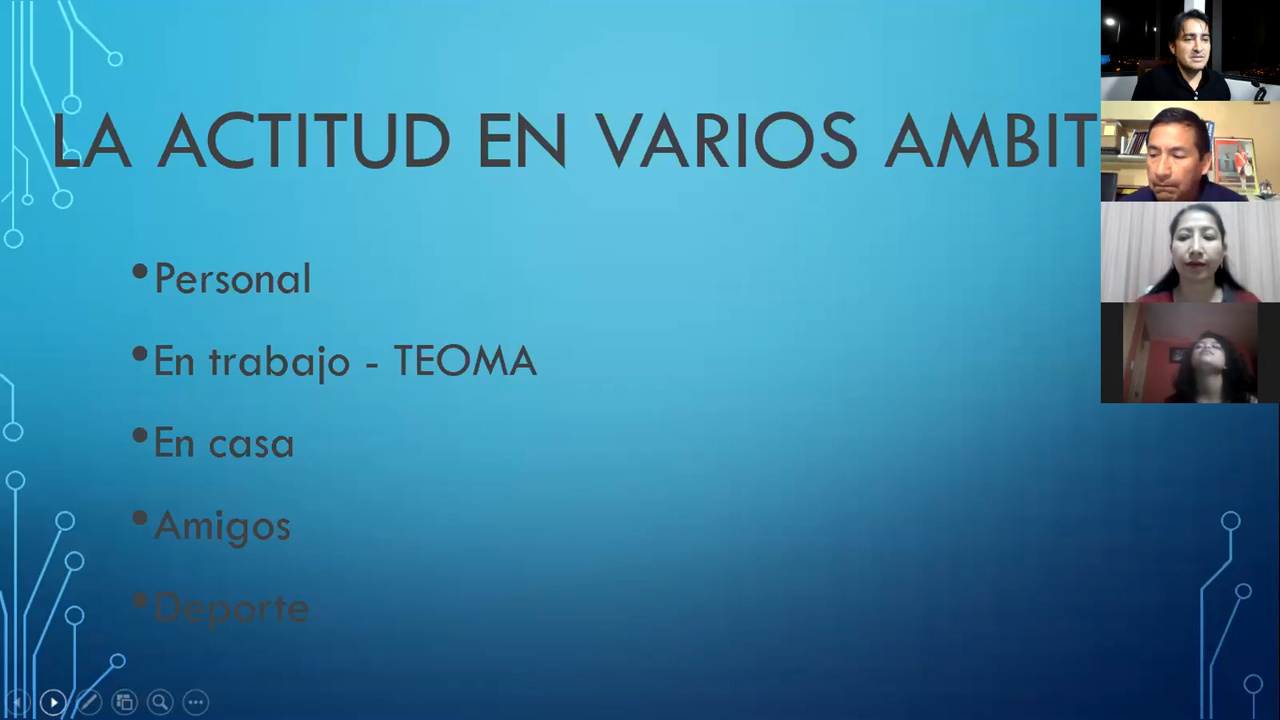 LA ACTITUD EN VARIOS AMBIT
•Personal
•En trabajo - TEOMA
•En casa
•Amigos
•Deporte